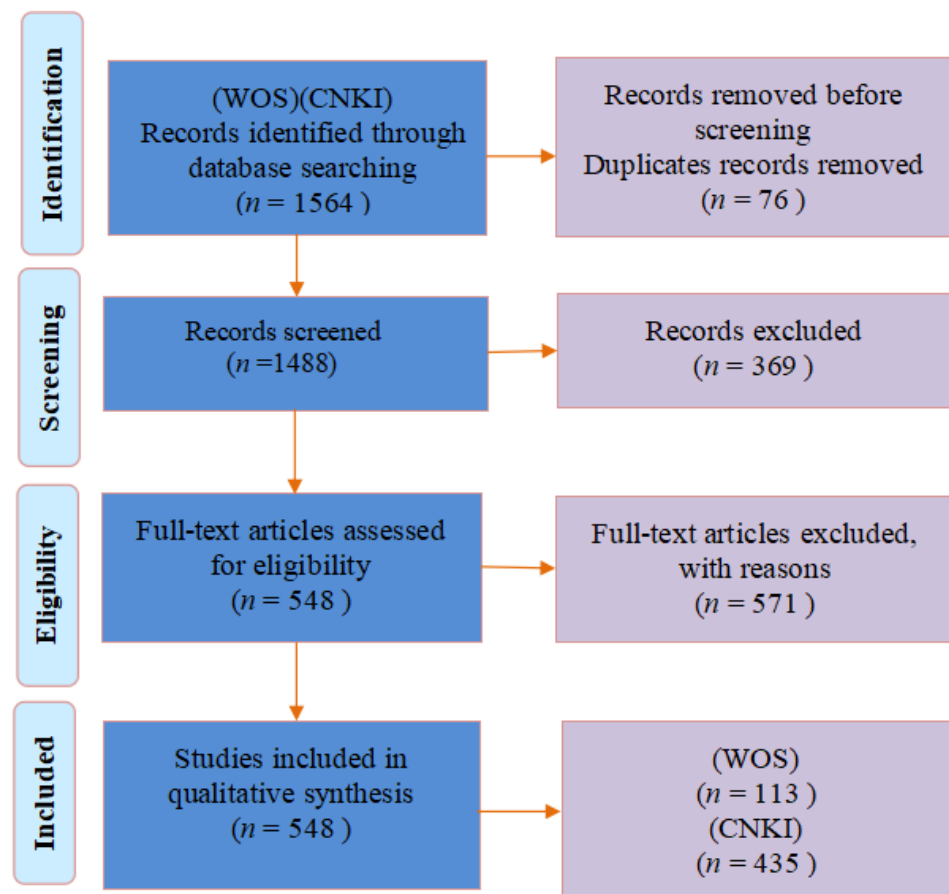 Identification
(WOS)(CNKI)
Records identified through
database searching
(n = 1564 )
Records removed before
screening
Duplicates records removed
(n = 76 )
Screening
Records screened
(n =1488)
Records excluded
(n = 369 )
Eligibility
Full-text articles assessed
for eligibility
(n = 548 )
Full-text articles excluded,
with reasons
(n = 571 )
Included
Studies included in
qualitative synthesis
(n = 548 )
(WOS)
(n = 113 )
(CNKI)
(n = 435 )